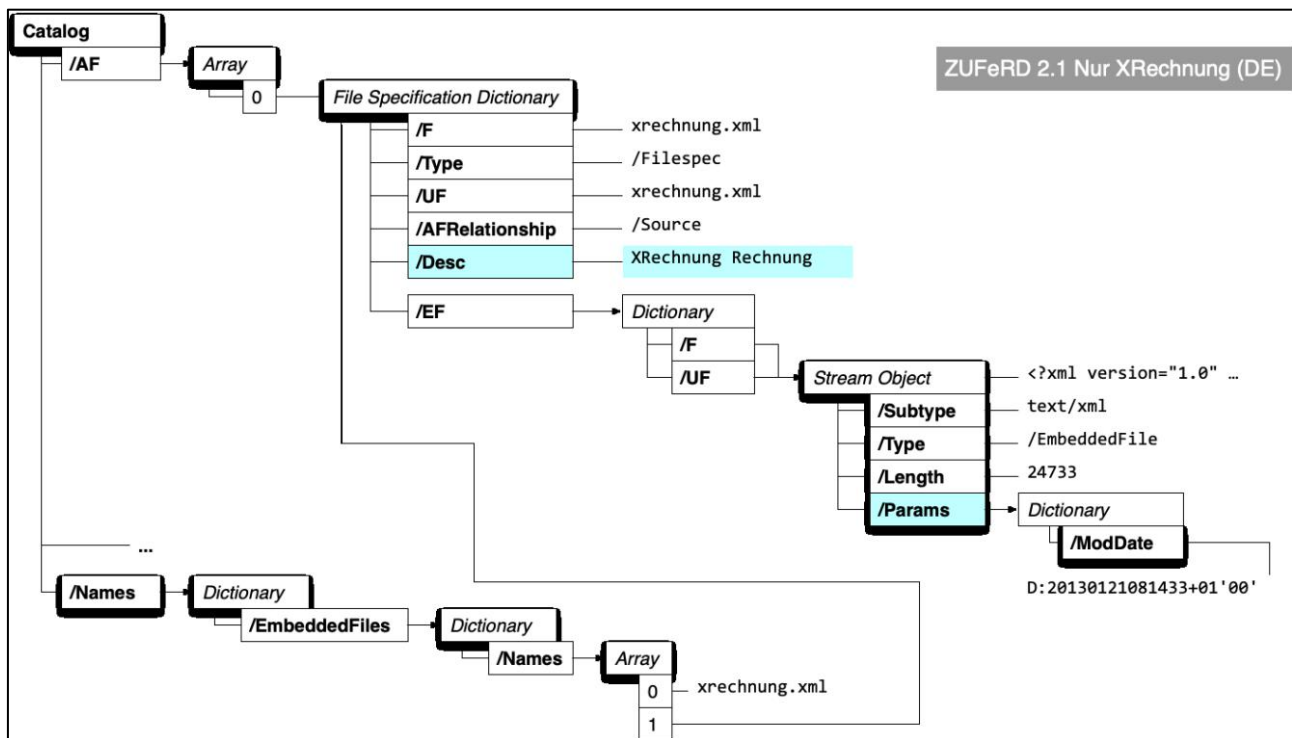 Catalog
/AF
Array
ZUFeRD 2.1 Nur XRechnung (DE)
0
File Specification Dictionary
/F xrechnung.xml
/Type /Filespec
/UF xrechnung.xml
/AFRelationship /Source
/Desc XRechnung Rechnung
/EF
Dictionary
/F
/UF
Stream Object <?xml version="1.0" …
/Subtype text/xml
/Type /EmbeddedFile
/Length 24733
/Params
Dictionary
/ModDate
D:20130121081433+01'00'
...
/Names
Dictionary
/EmbeddedFiles
Dictionary
/Names
Array
0 xrechnung.xml
1